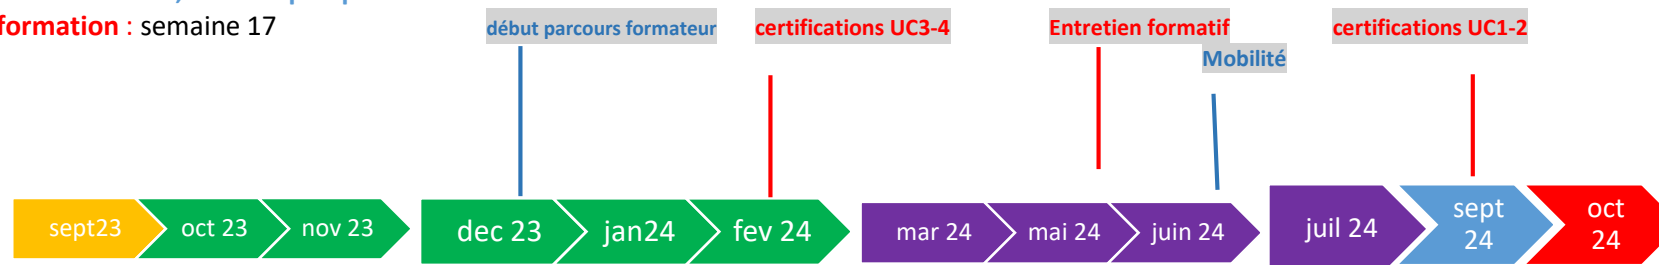 formation : semaine 17
début parcours formateur
certifications UC3-4
Entretien formatif
certifications UC1-2
Mobilité
sept23
oct 23
nov 23
dec 23
jan24
fev 24
mar 24
mai 24
juin 24
juil 24
sept
24
oct
24